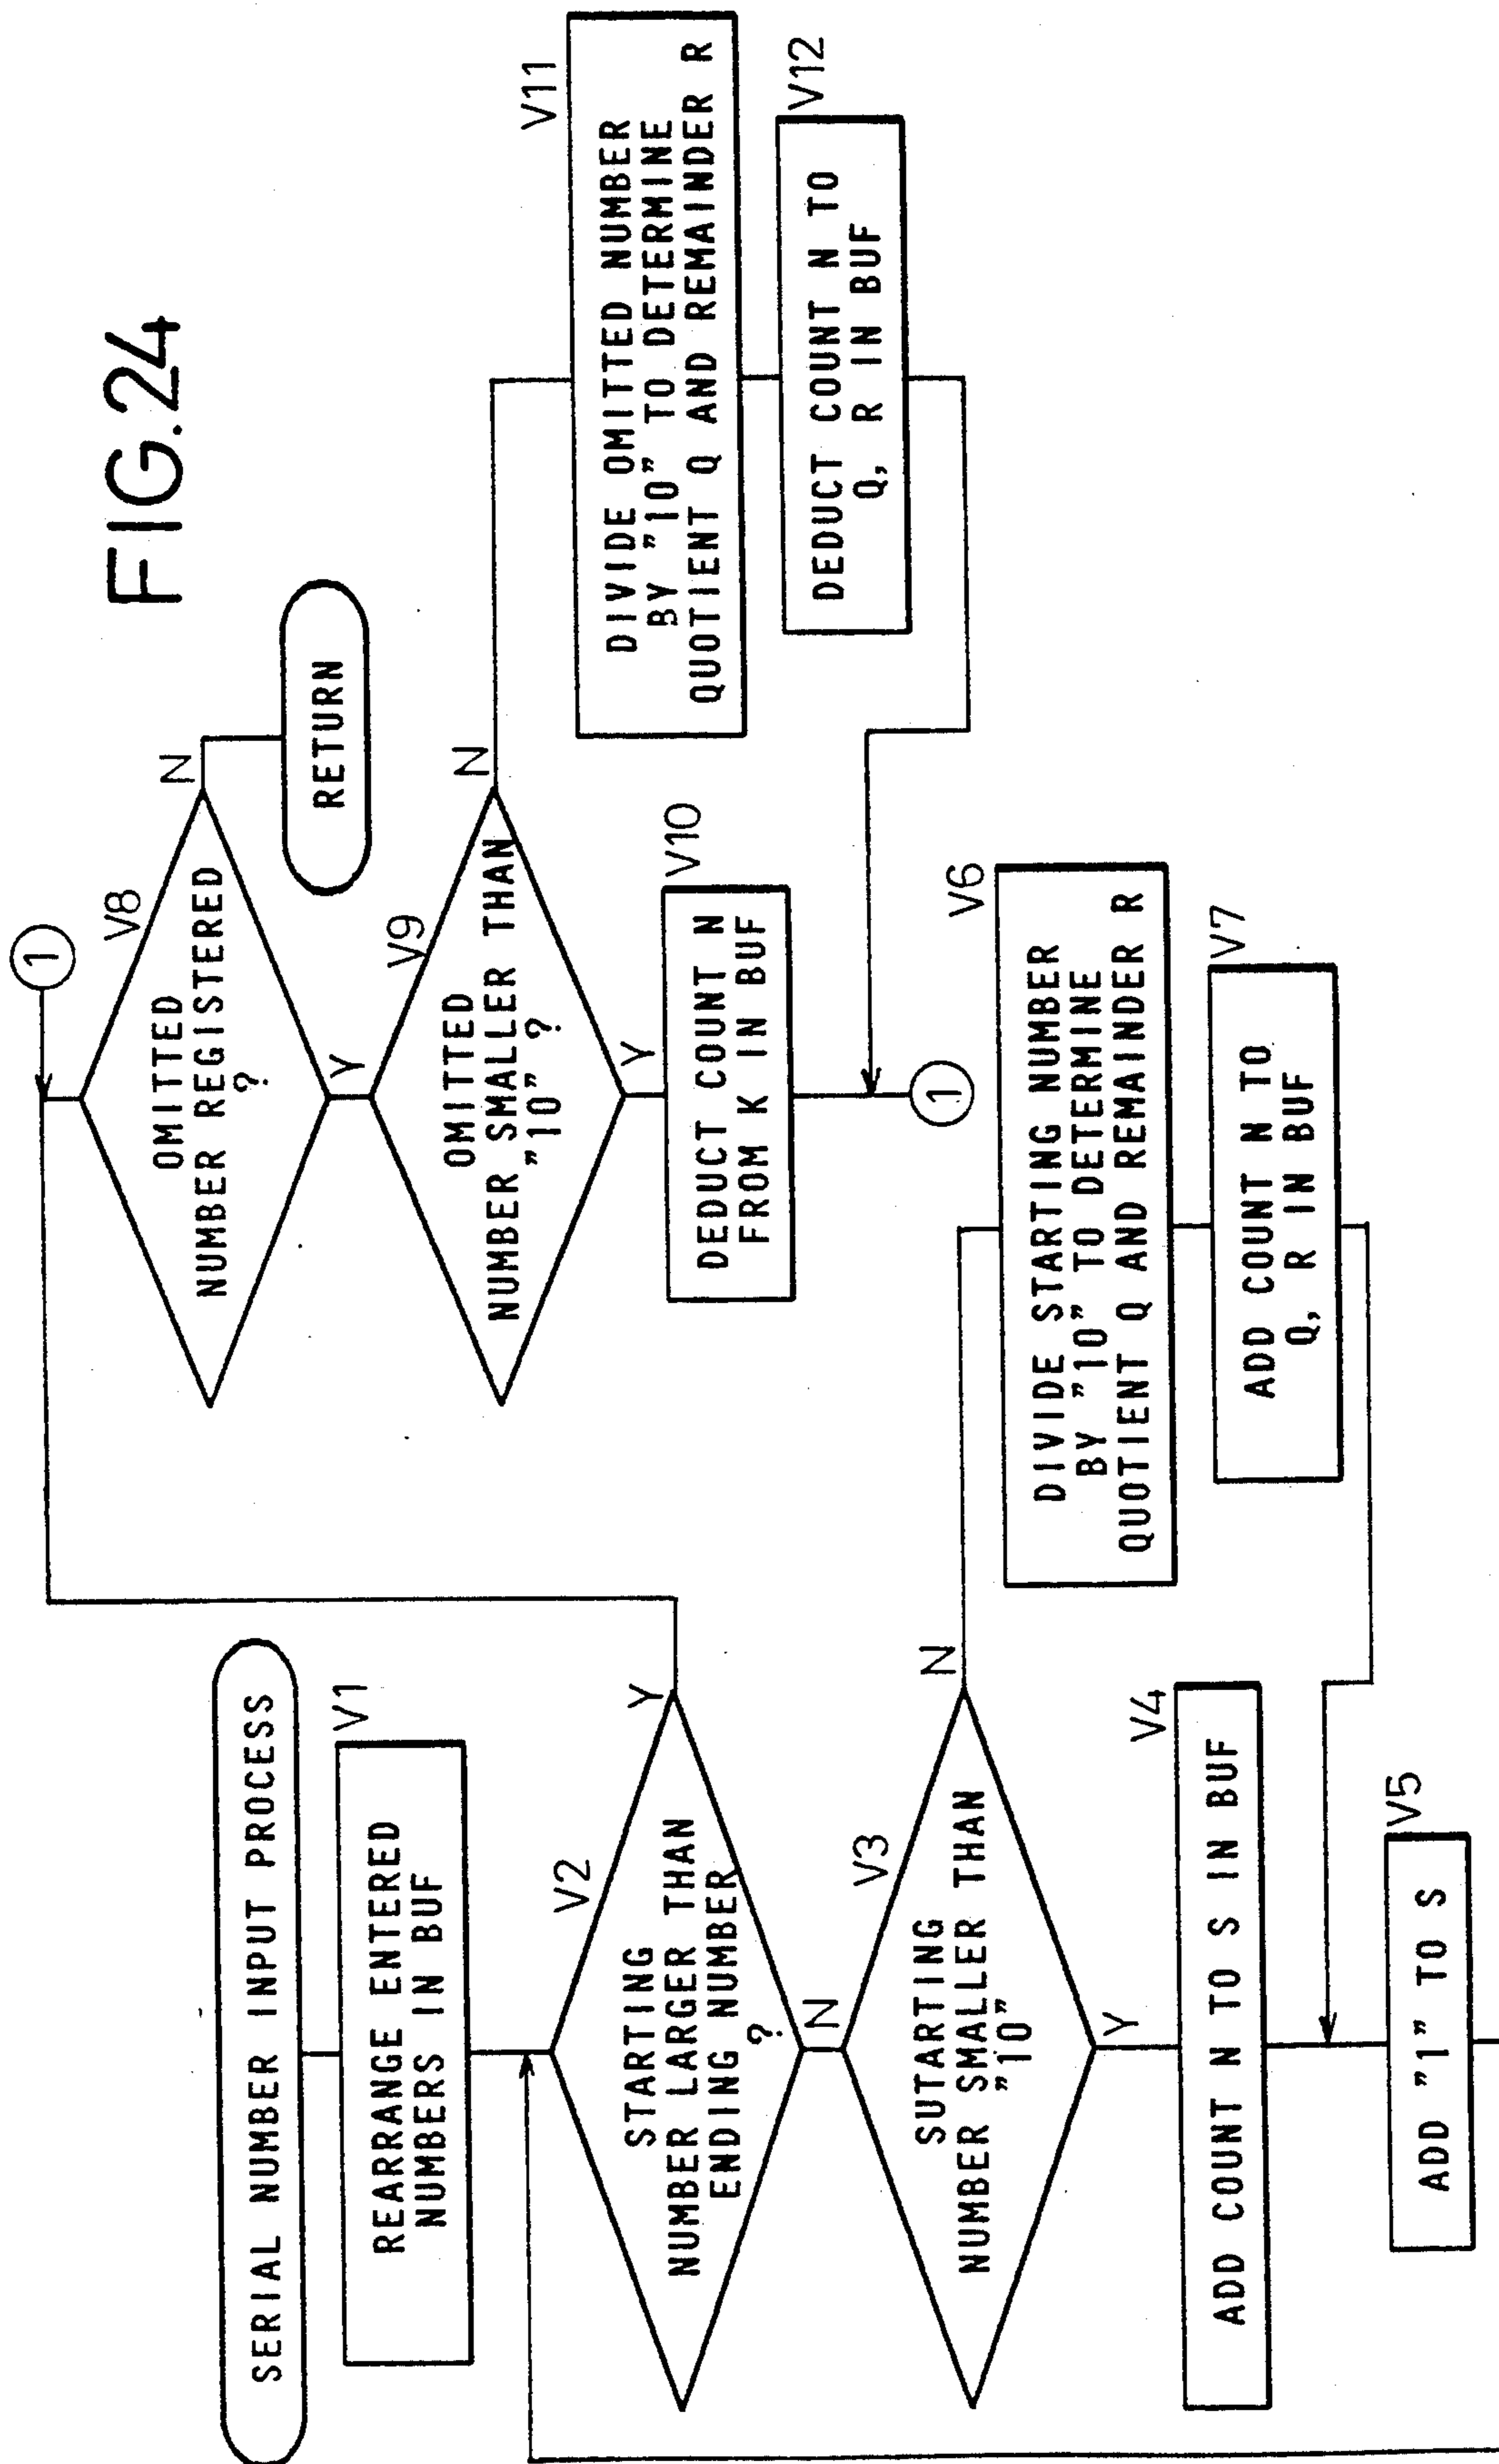 FIG.24
SERIAL NUMBER INPUT PROCESS
V1
REARRANGE ENTERED
NUMBERS IN BUF
V2
STARTING
NUMBER LARGER THAN
ENDING NUMBER
?
Y
N
V3
SUTARTING
NUMBER SMALLER THAN
"10"
N
Y
V4
ADD COUNT N TO S IN BUF
V5
ADD "1" TO S
V6
DIVIDE STARTING NUMBER
BY "10" TO DETERMINE
QUOTIENT Q AND REMAINDER R
V7
ADD COUNT N TO
Q, R IN BUF
1
V8
OMITTED
NUMBER REGISTERED
?
N
RETURN
Y
V9
OMITTED
NUMBER SMALLER THAN
"10" ?
N
Y
V10
DEDUCT COUNT N
FROM K IN BUF
1
V11
DIVIDE OMITTED NUMBER
BY "10" TO DETERMINE
QUOTIENT Q AND REMAINDER R
V12
DEDUCT COUNT N TO
Q, R IN BUF